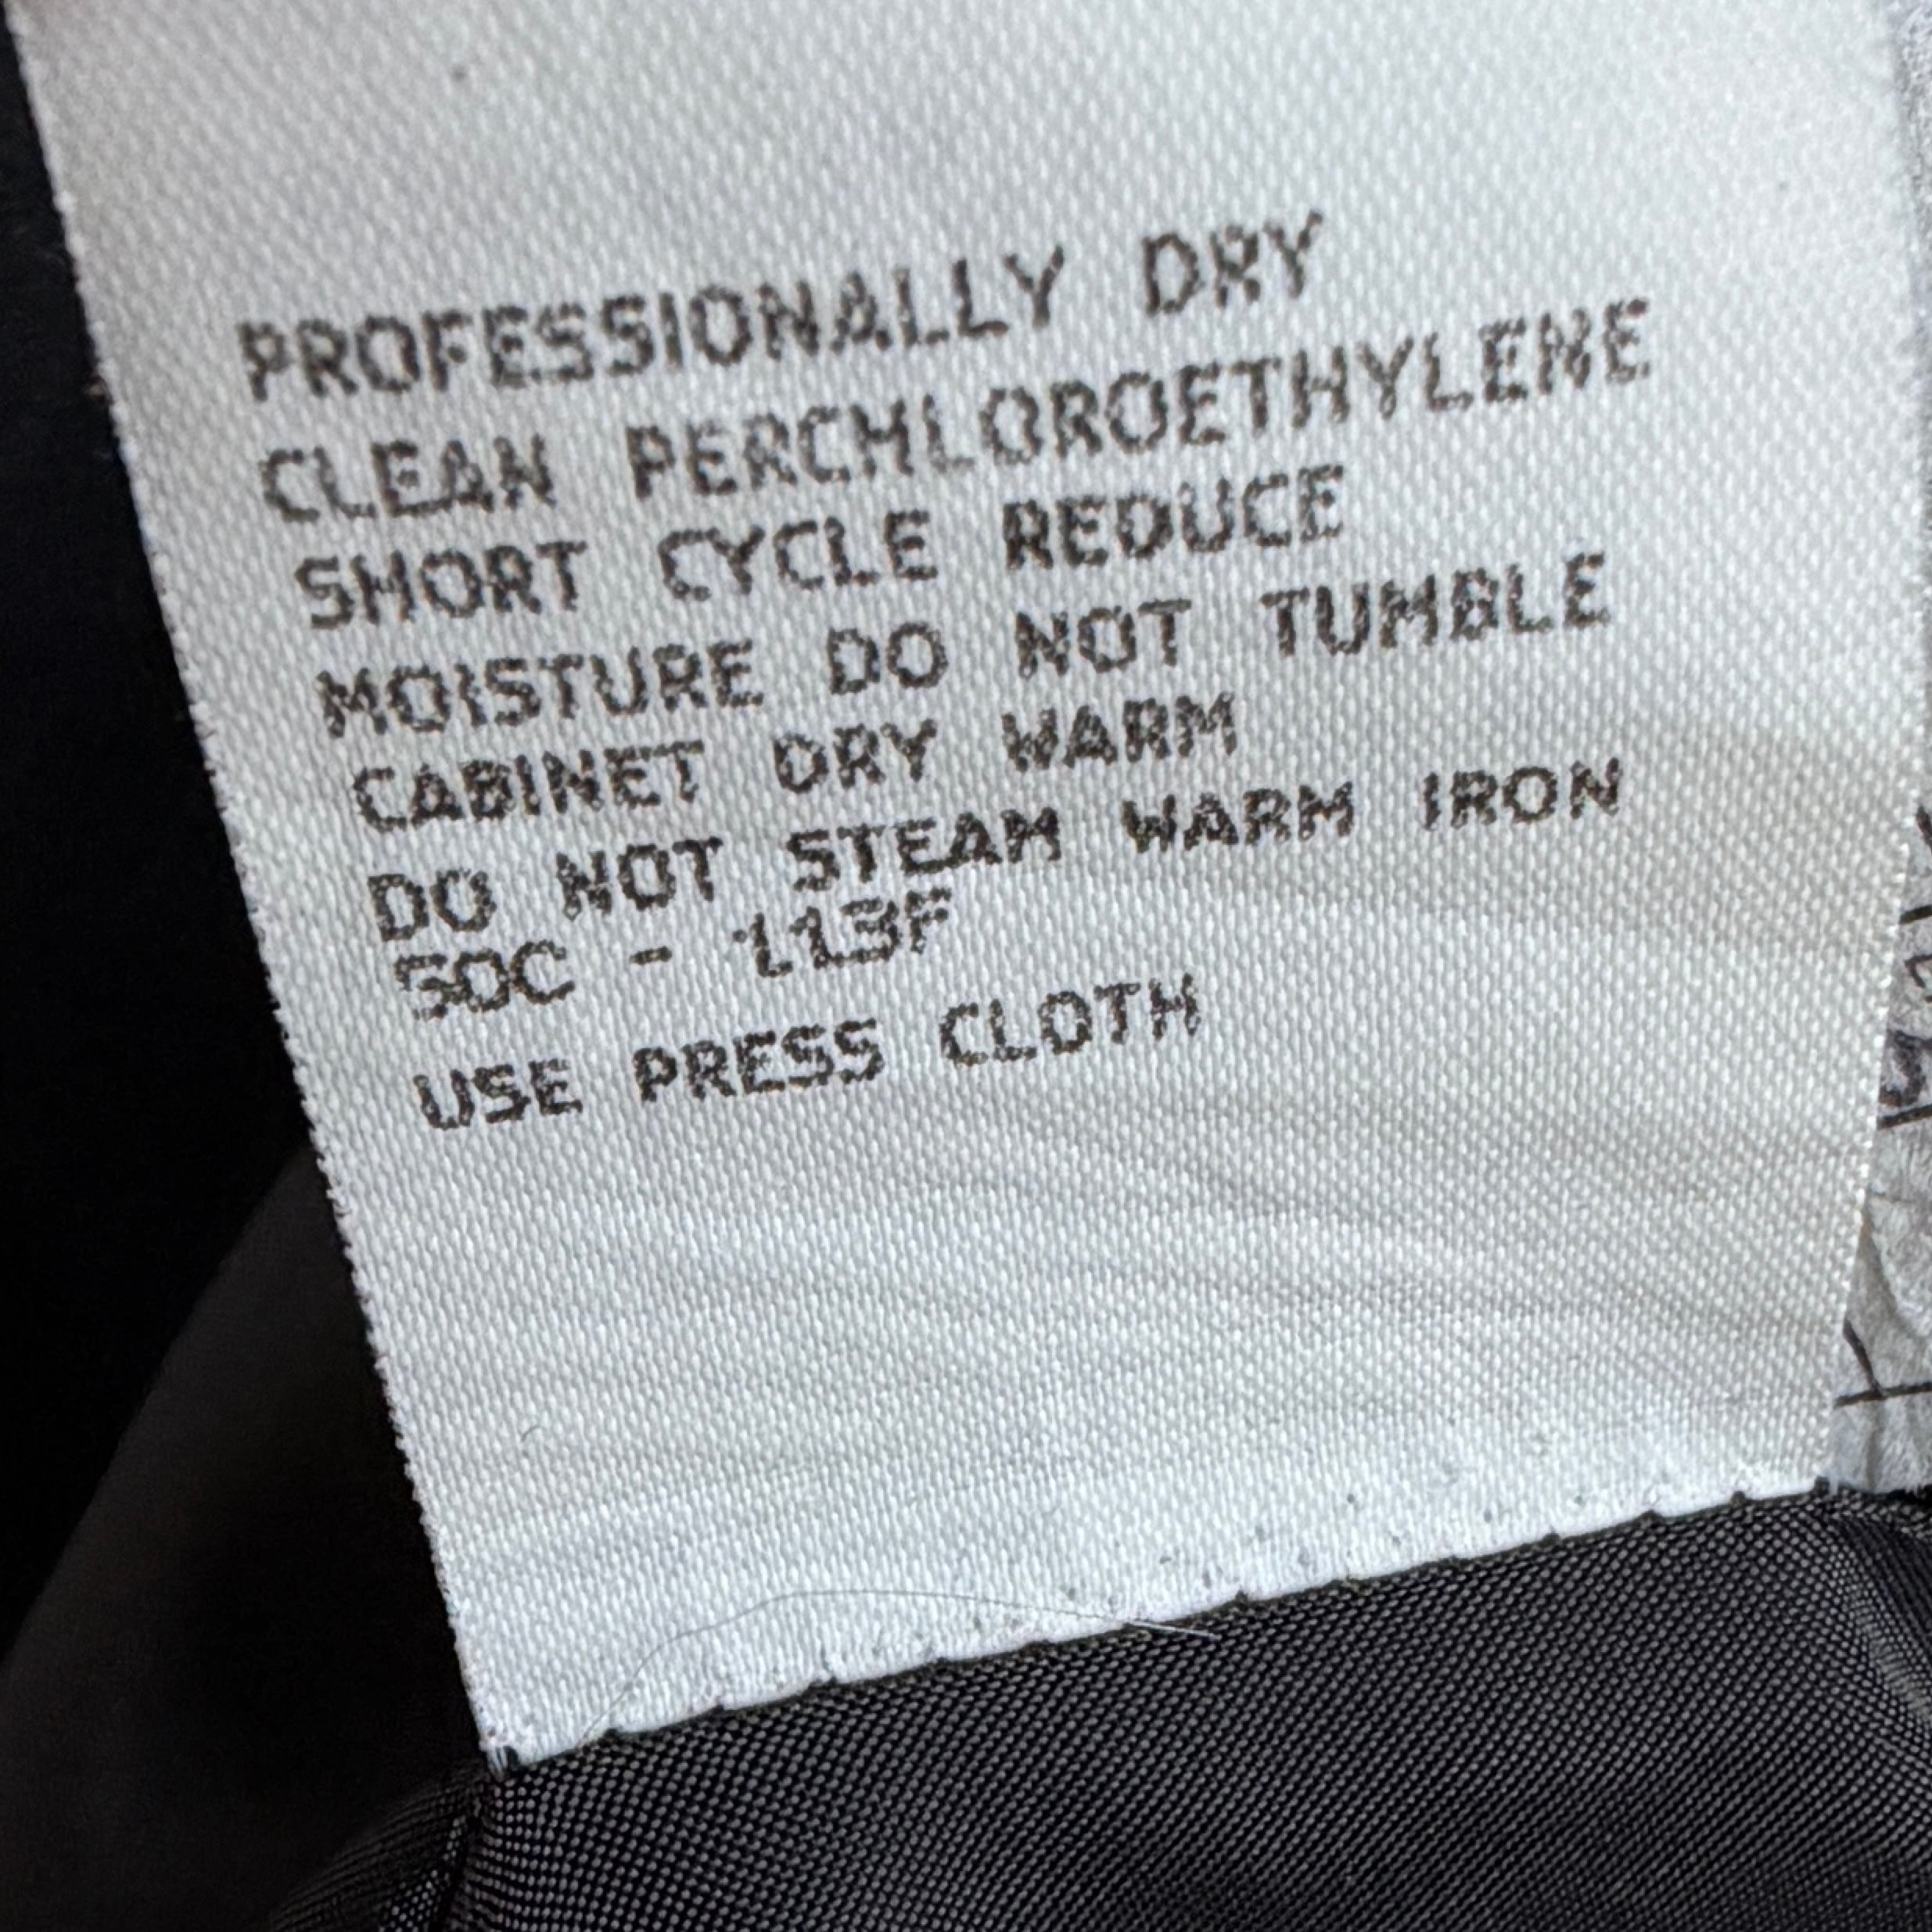 PROFESSIONALLY DRY
CLEAN PERCHLOROETHYLENE
SHORT CYCLE REDUCE
MOISTURE DO NOT TUMBLE
CABINET DRY WARM
DO NOT STEAM WARM IRON
50C - 113F
USE PRESS CLOTH